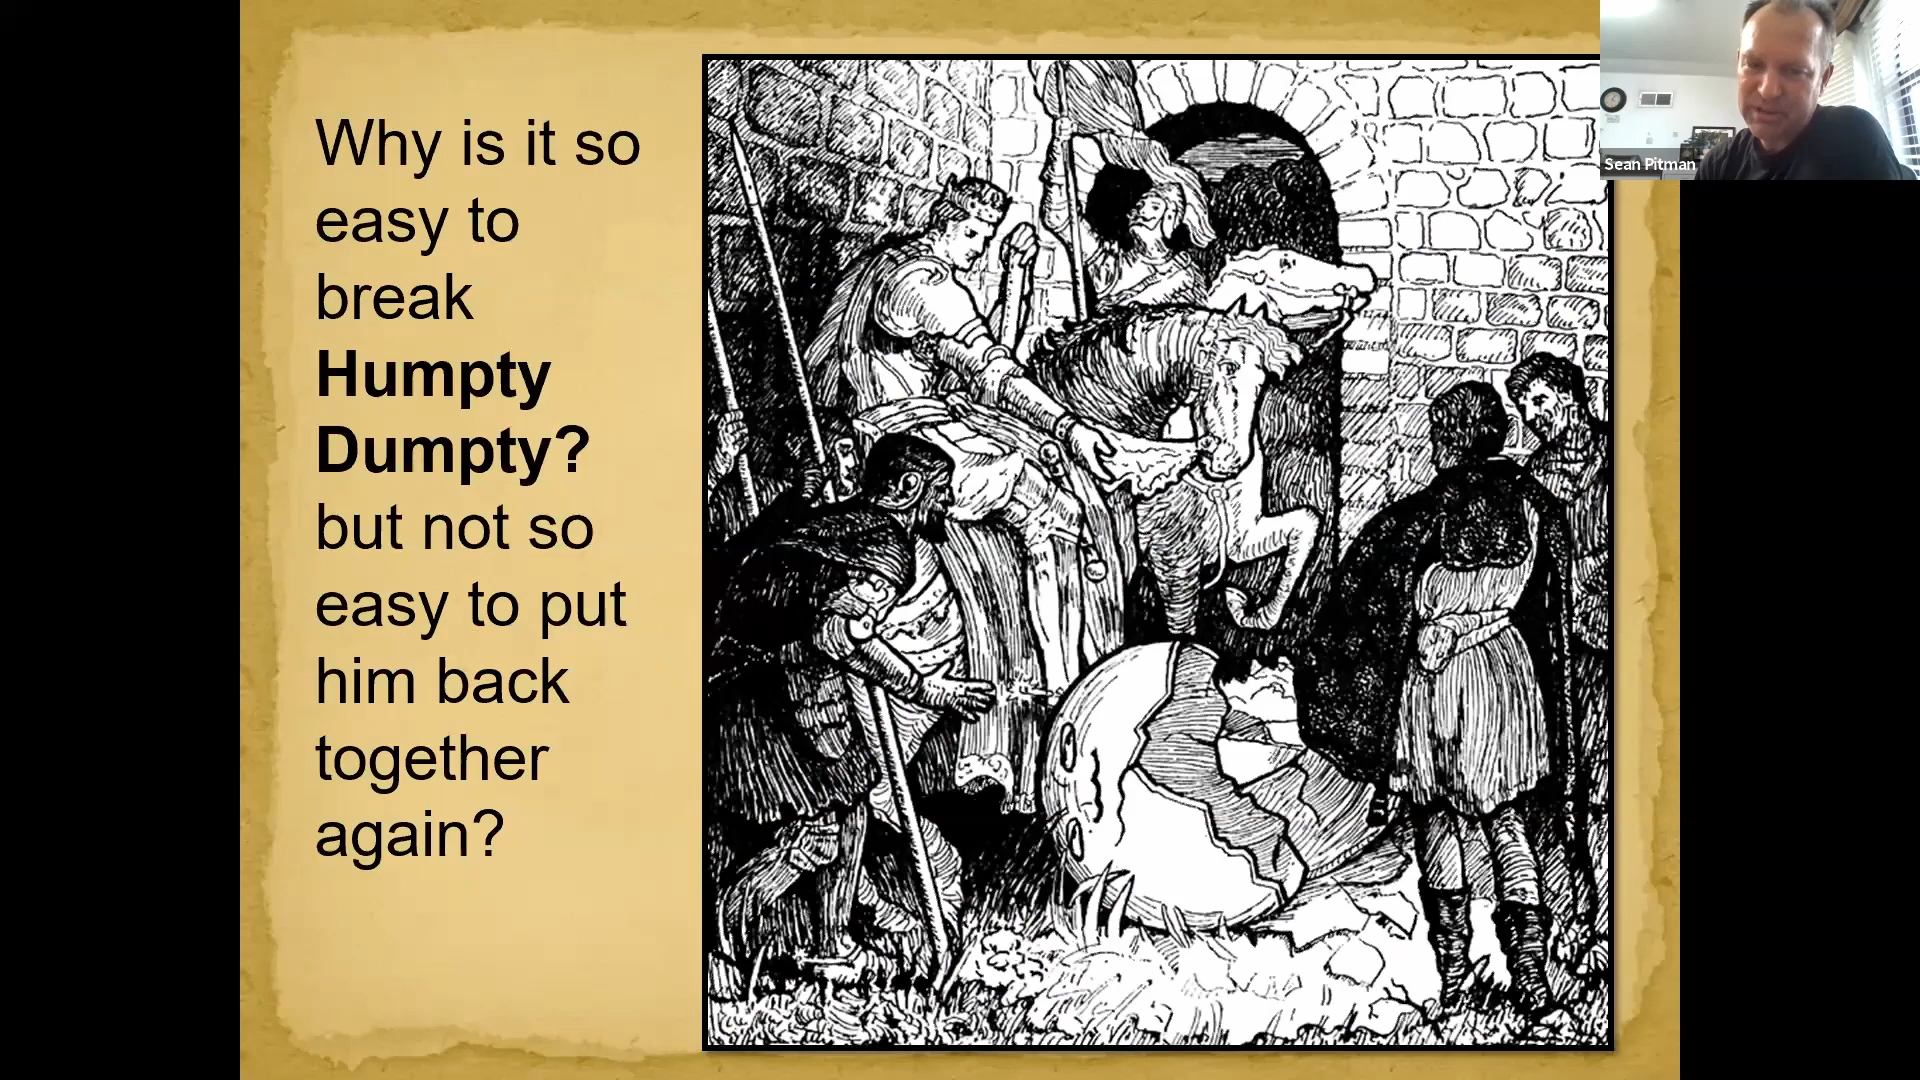 Why is it so
easy to
break
Humpty
Dumpty?
but not so
easy to put
him back
together
again?
Sean Pitman